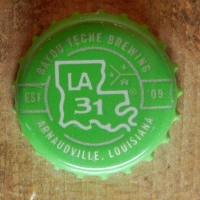 BAYOU TECHE BREWING
LA
31
EST
09
ARNAUDVILLE, LOUISIANA